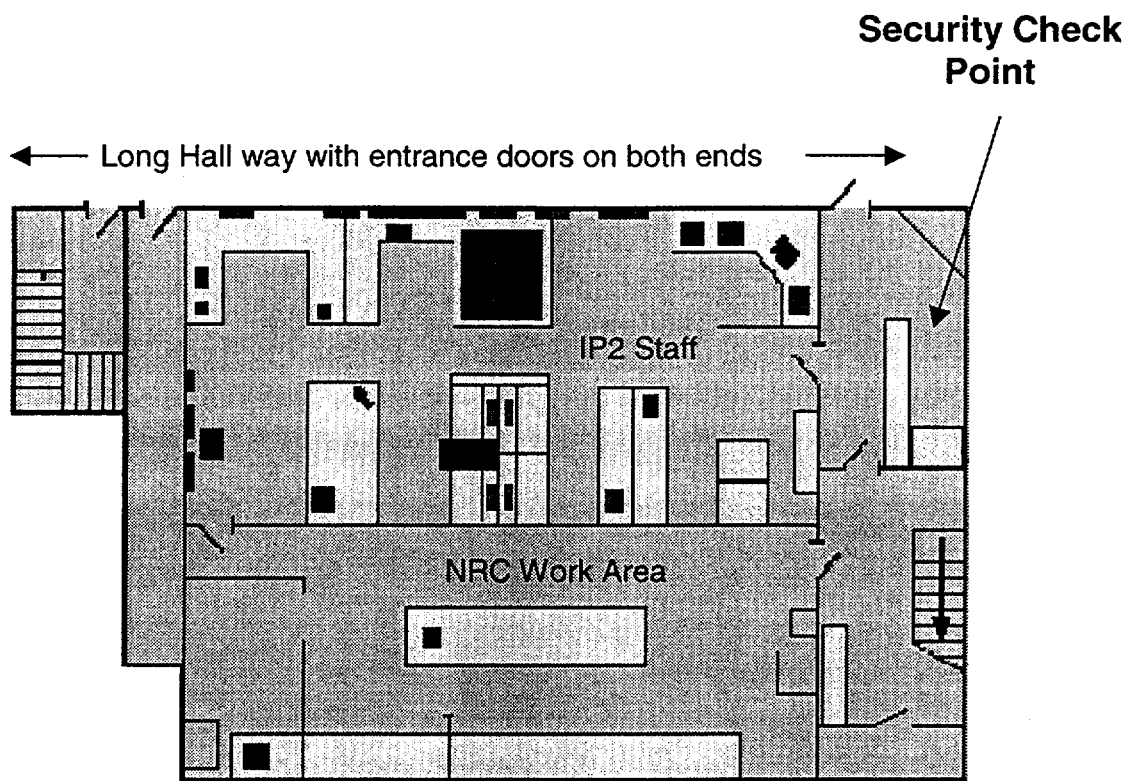 Security Check
Point
Long Hall way with entrance doors on both ends
IP2 Staff
NRC Work Area